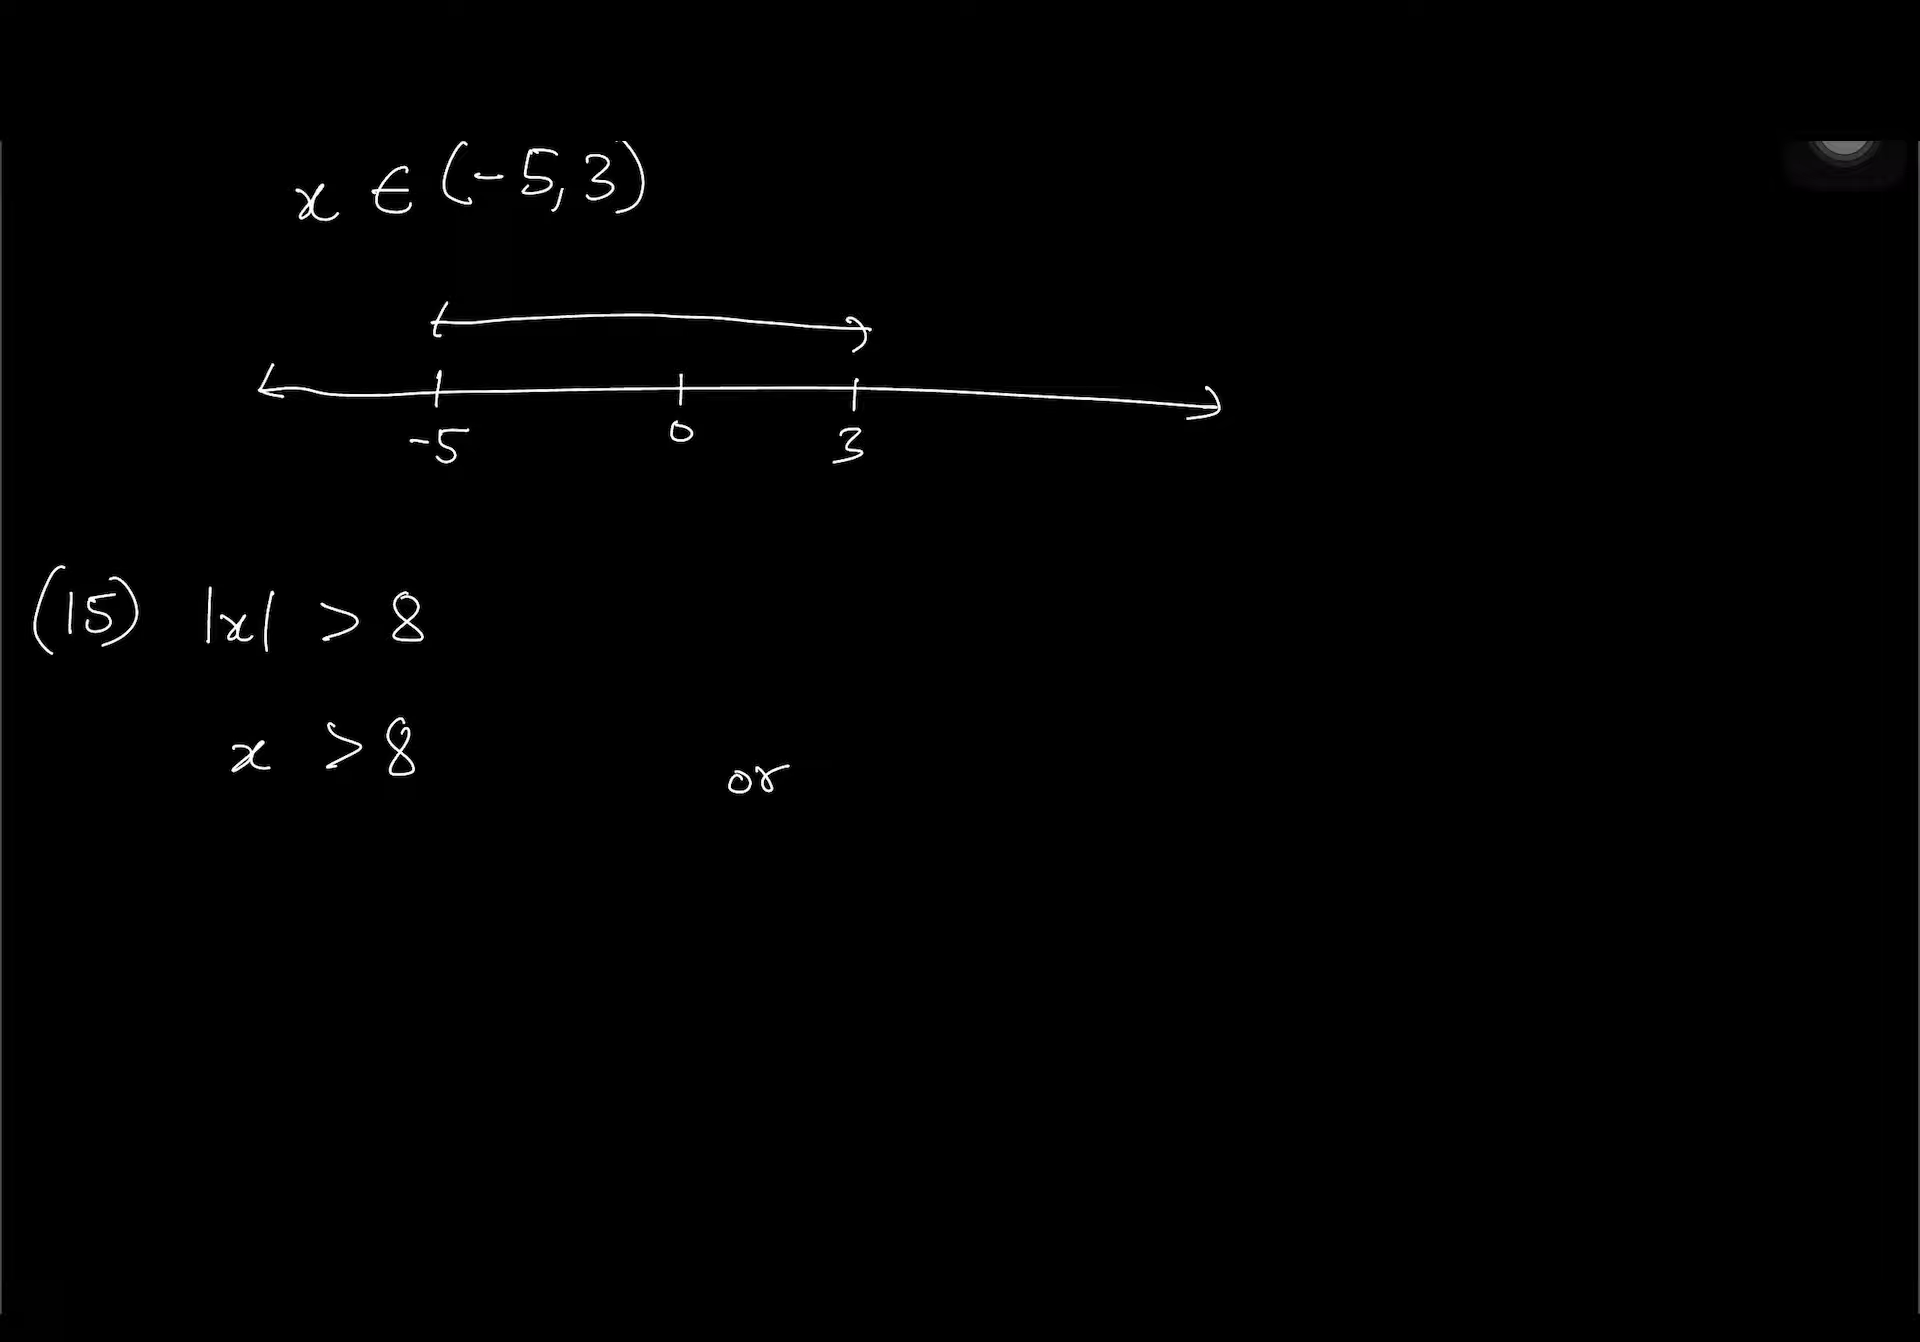 x ∈ (-5,3)
-5 0 3
(15) |x| > 8
x > 8 or